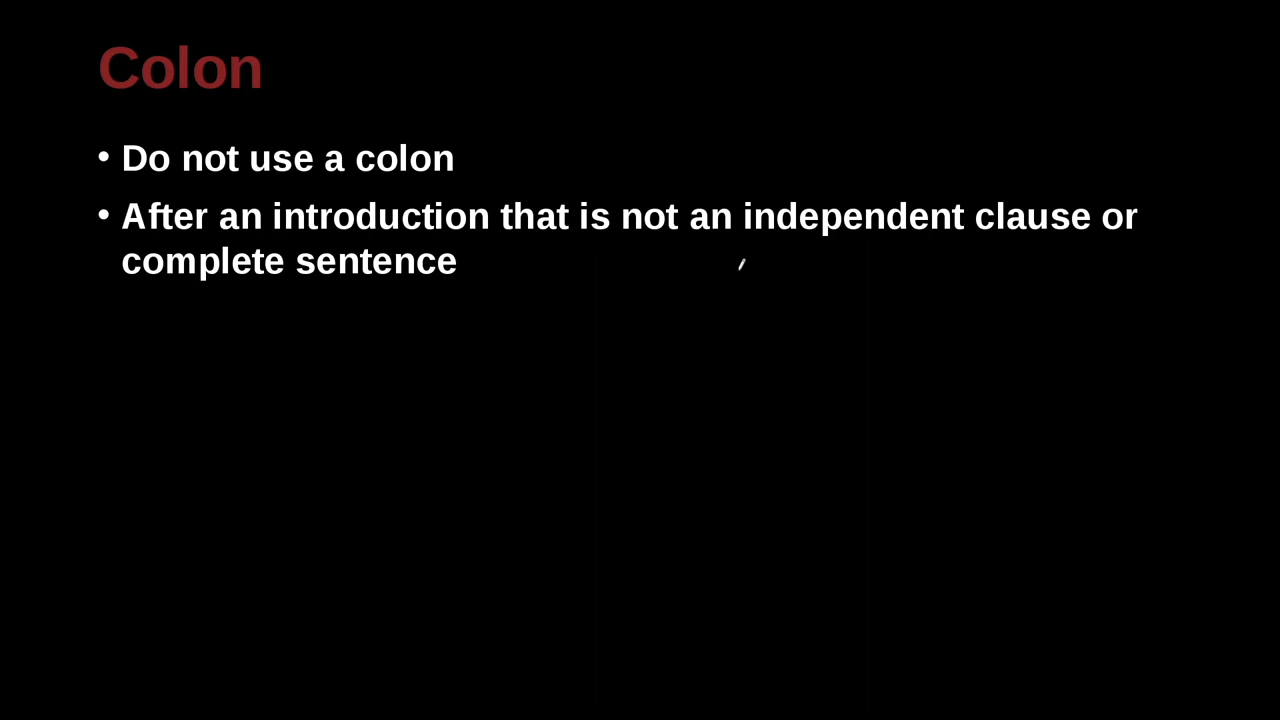 Colon
• Do not use a colon
• After an introduction that is not an independent clause or
complete sentence